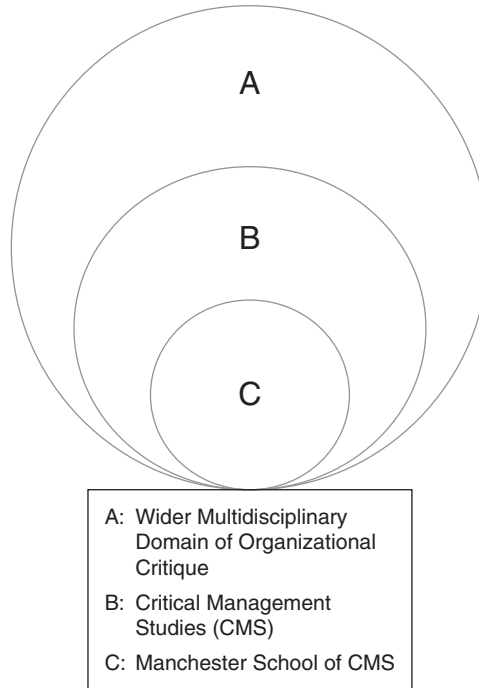 A
B
C
A: Wider Multidisciplinary
Domain of Organizational
Critique
B: Critical Management
Studies (CMS)
C: Manchester School of CMS